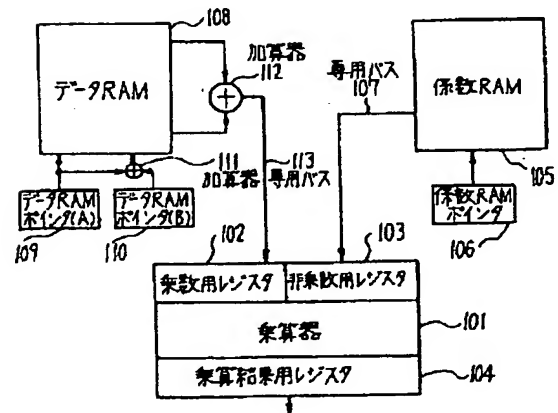 108
データRAM
加算器
112
専用バス
107
係数RAM
105
111
加算器
113
専用バス
データRAM
ポインタ(A)
109
データRAM
ポインタ(B)
110
係数RAM
ポインタ
106
102
103
乗数用レジスタ
非乗数用レジスタ
乗算器
101
乗算結果用レジスタ
104